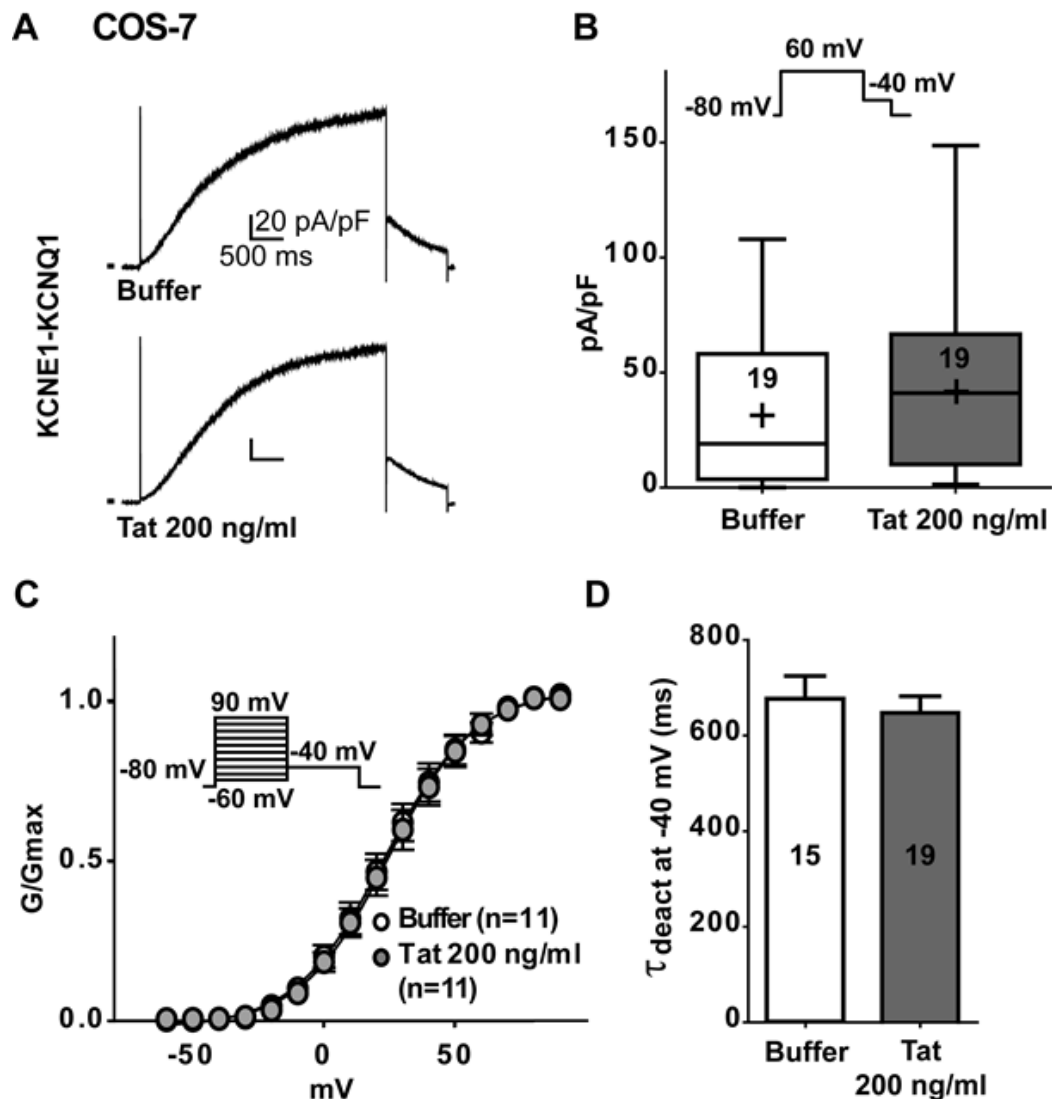 A COS-7
KCNE1-KCNQ1
20 pA/pF
500 ms
Buffer
Tat 200 ng/ml
B
60 mV
-40 mV
-80 mV
pA/pF
150
100
50
0
19
19
Buffer
Tat 200 ng/ml
C
G/Gmax
1.0
0.5
0.0
90 mV
-40 mV
-80 mV
-60 mV
Buffer (n=11)
Tat 200 ng/ml
(n=11)
-50
0
50
mV
D
τ deact at -40 mV (ms)
800
600
400
200
0
15
19
Buffer
Tat
200 ng/ml